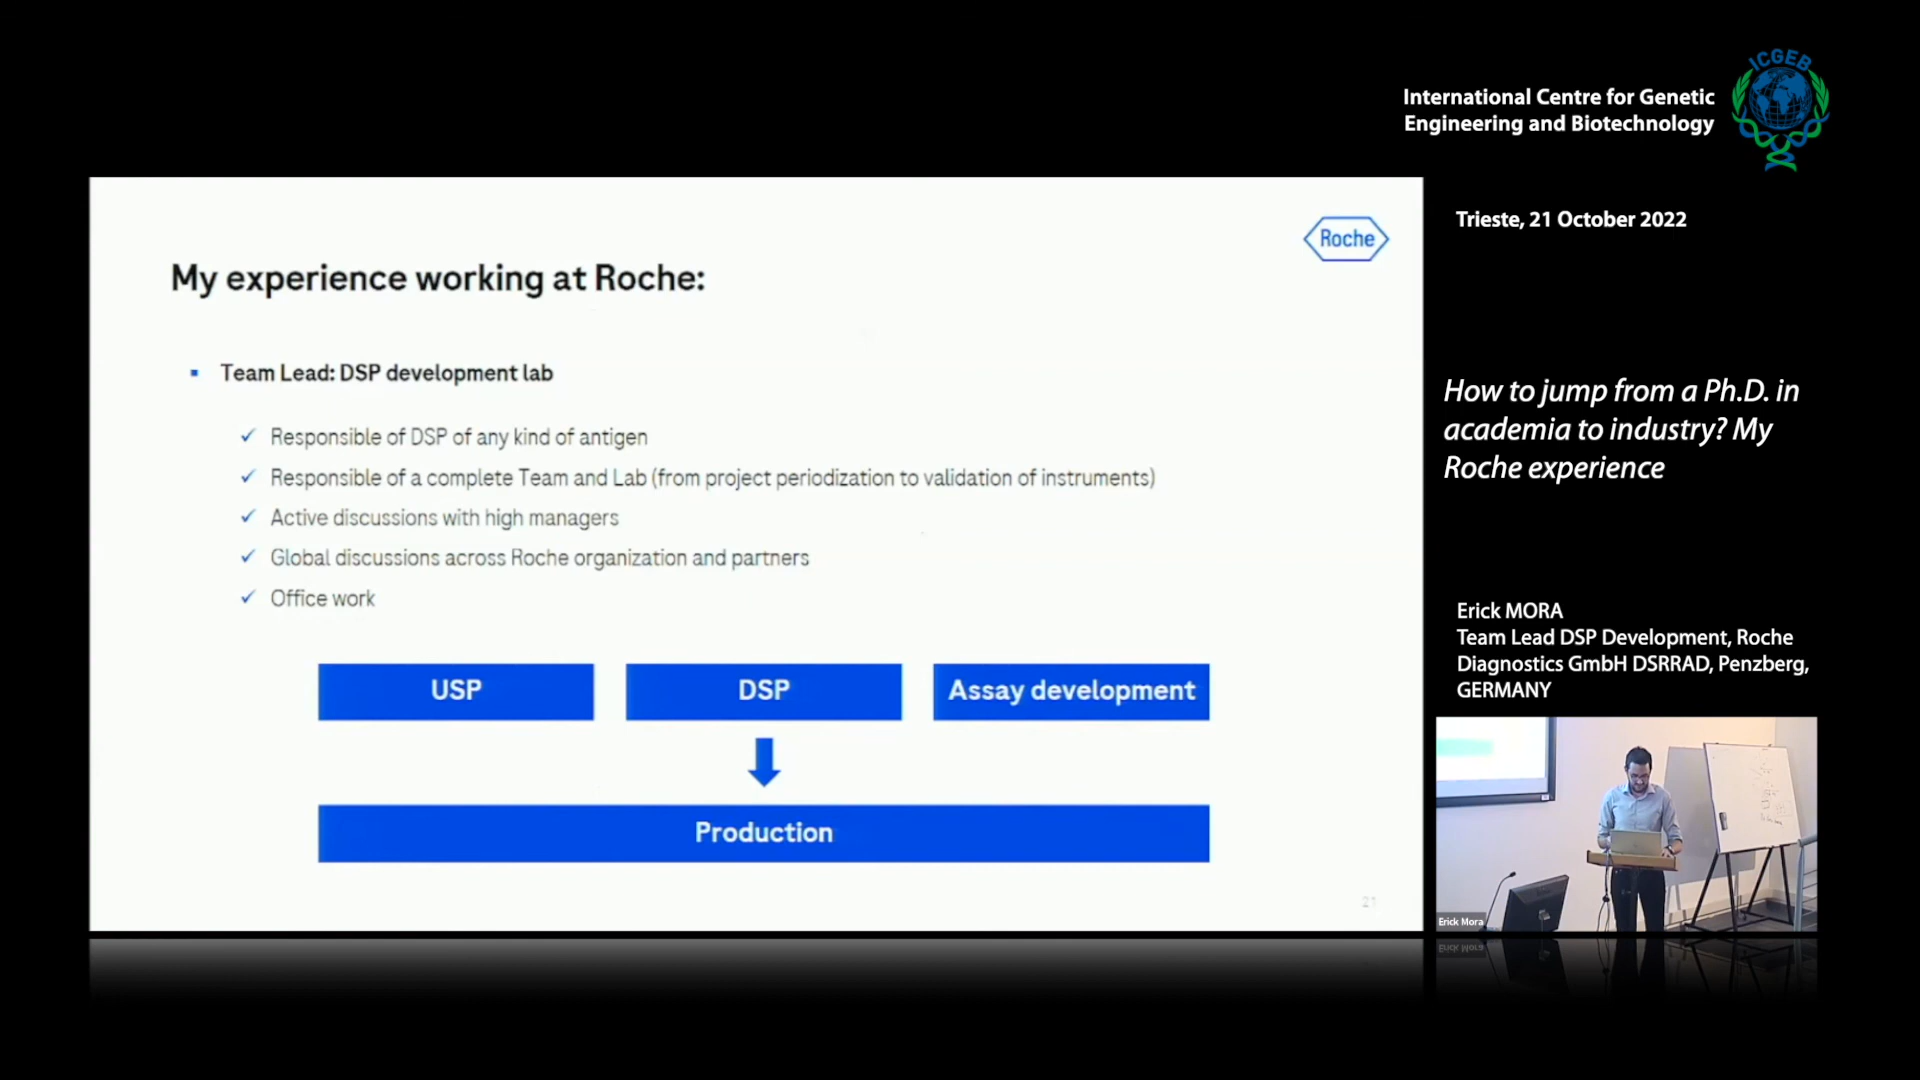 ICGEB
International Centre for Genetic
Engineering and Biotechnology
Trieste, 21 October 2022
Roche
My experience working at Roche:
Team Lead: DSP development lab
Responsible of DSP of any kind of antigen
Responsible of a complete Team and Lab (from project periodization to validation of instruments)
Active discussions with high managers
Global discussions across Roche organization and partners
Office work
USP
DSP
Assay development
Production
21
How to jump from a Ph.D. in
academia to industry? My
Roche experience
Erick MORA
Team Lead DSP Development, Roche
Diagnostics GmbH DSRRAD, Penzberg,
GERMANY
Erick Mora